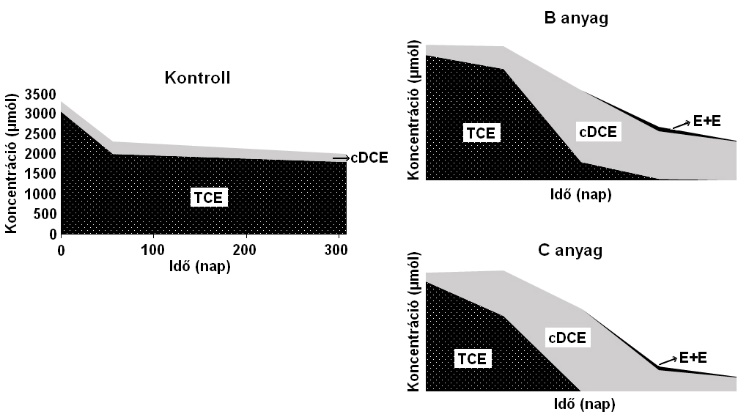 Kontroll
Koncentráció (µmól)
3500
3000
2500
2000
1500
1000
500
0
TCE
cDCE
0
100
200
300
Idő (nap)
B anyag
Koncentráció (µmól)
TCE
cDCE
E+E
Idő (nap)
C anyag
Koncentráció (µmól)
TCE
cDCE
E+E
Idő (nap)